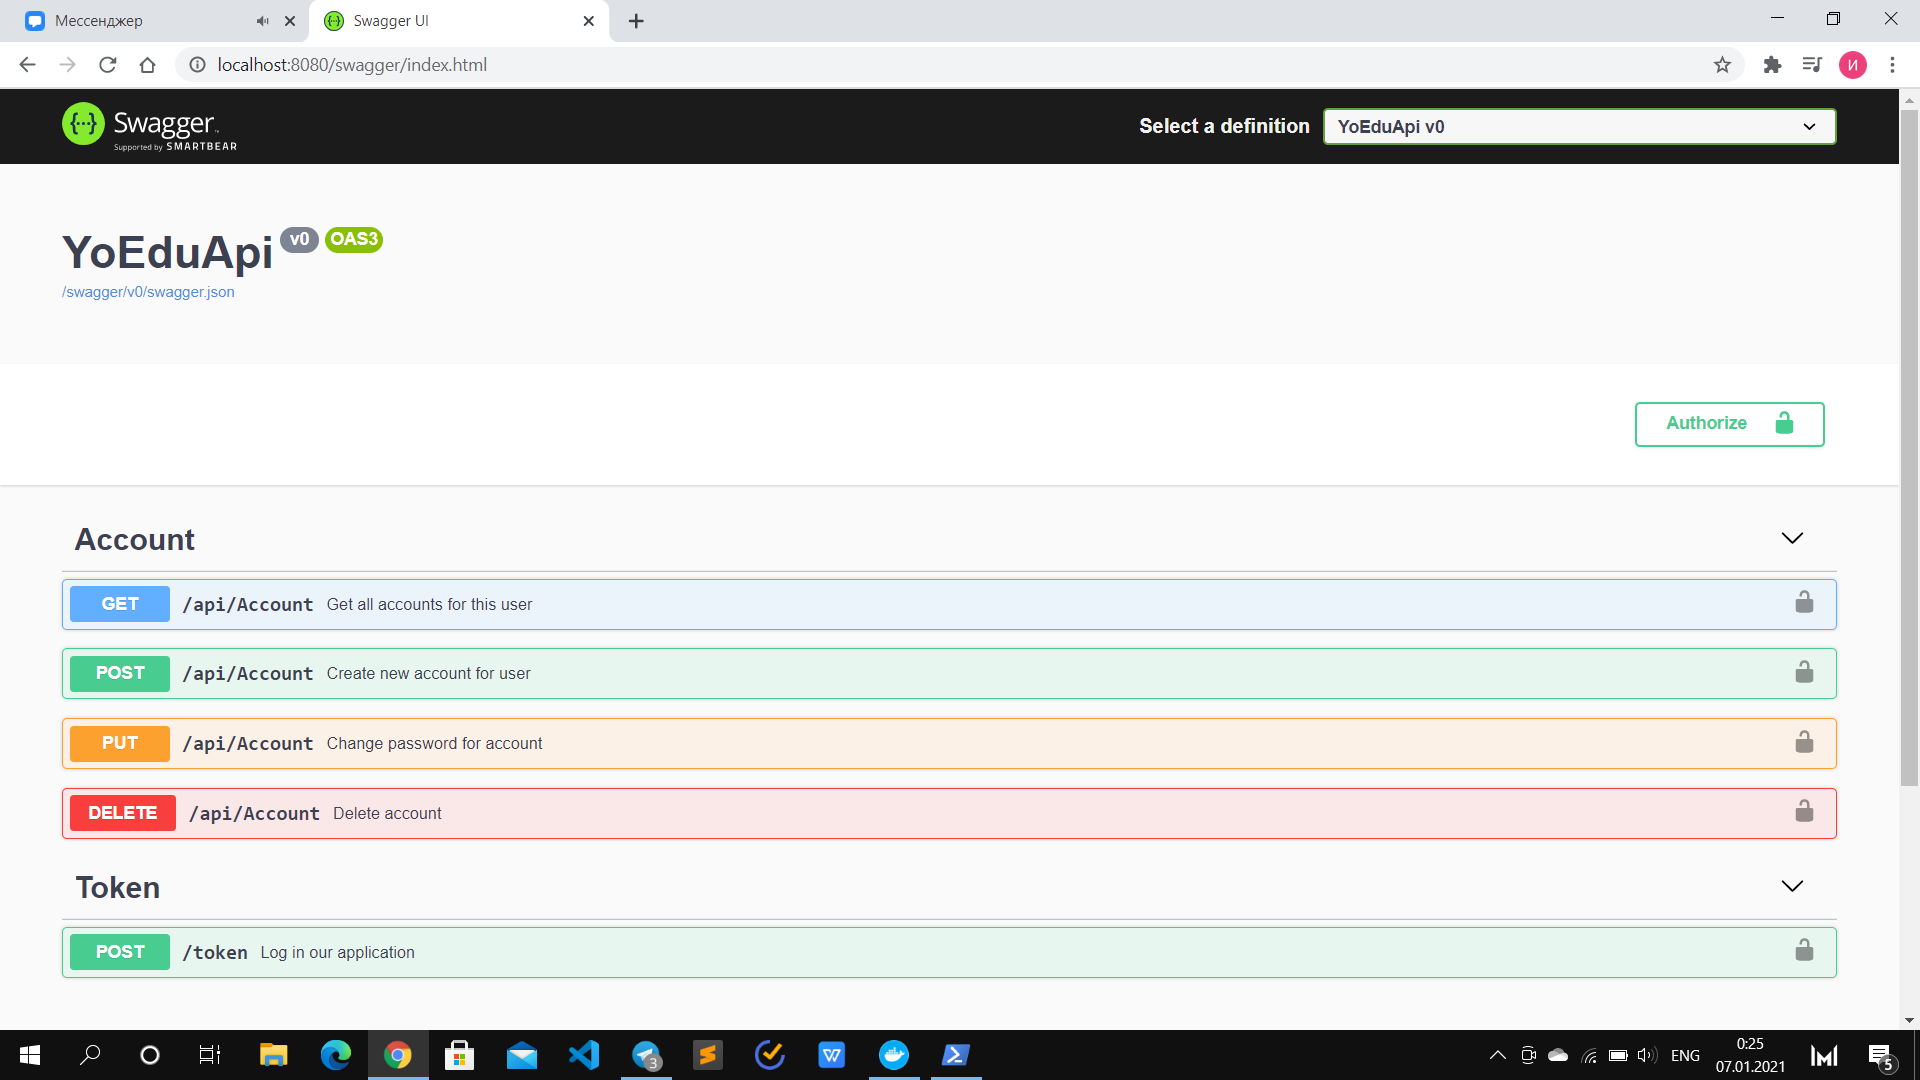 Мессенджер
Swagger UI
localhost:8080/swagger/index.html
И
{···} Swagger™
Supported by SMARTBEAR
Select a definition
YoEduApi v0
YoEduApi v0 OAS3
/swagger/v0/swagger.json
Authorize
Account
GET /api/Account Get all accounts for this user
POST /api/Account Create new account for user
PUT /api/Account Change password for account
DELETE /api/Account Delete account
Token
POST /token Log in our application
3
W
ENG
0:25
07.01.2021
5